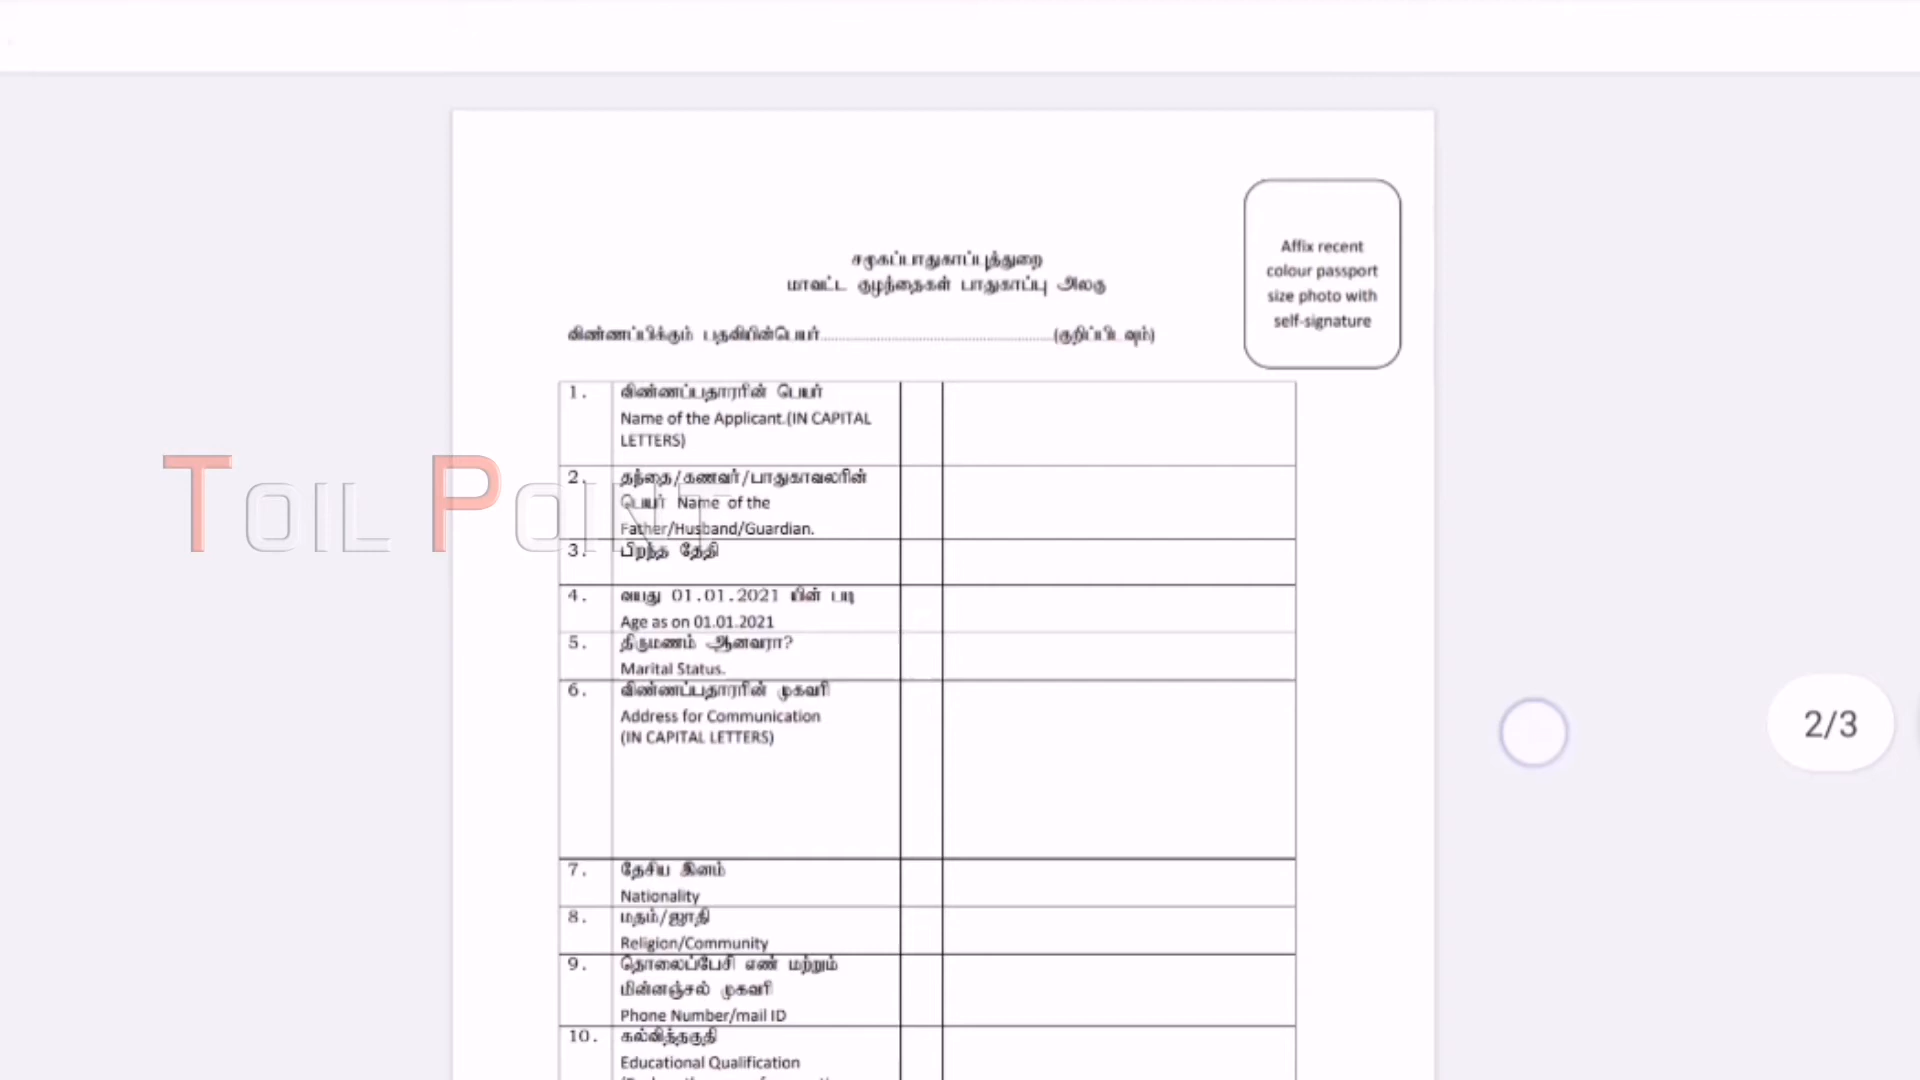 Affix recent
colour passport
size photo with
self-signature
சமூகப்பாதுகாப்புத்துறை
மாவட்ட குழந்தைகள் பாதுகாப்பு அலகு
விண்ணப்பிக்கும் பதவியின்பெயர்......................................................(குறிப்பிடவும்)
1. விண்ணப்பதாரரின் பெயர்
Name of the Applicant.(IN CAPITAL
LETTERS)
2. தந்தை/கணவர்/பாதுகாவலரின்
பெயர் Name of the
Father/Husband/Guardian.
3. பிறந்த தேதி
4. வயது 01.01.2021 யின் படி
Age as on 01.01.2021
5. திருமணம் ஆனவரா?
Marital Status.
6. விண்ணப்பதாரரின் முகவரி
Address for Communication
(IN CAPITAL LETTERS)
7. தேசிய இனம்
Nationality
8. மதம்/ஜாதி
Religion/Community
9. தொலைப்பேசி எண் மற்றும்
மின்னஞ்சல் முகவரி
Phone Number/mail ID
10. கல்வித்தகுதி
Educational Qualification
TOIL POINT
2/3